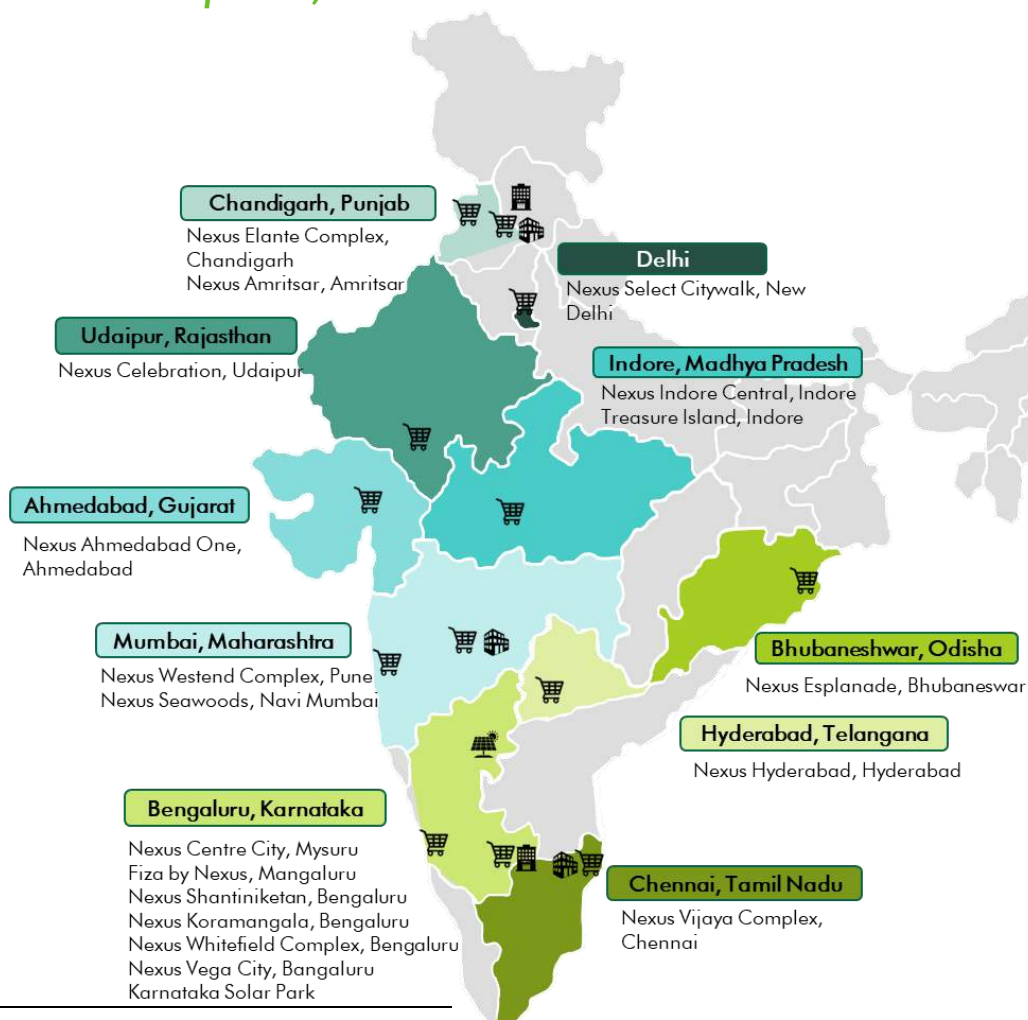 Chandigarh, Punjab
Nexus Elante Complex,
Chandigarh
Nexus Amritsar, Amritsar
Delhi
Nexus Select Citywalk, New
Delhi
Udaipur, Rajasthan
Nexus Celebration, Udaipur
Indore, Madhya Pradesh
Nexus Indore Central, Indore
Treasure Island, Indore
Ahmedabad, Gujarat
Nexus Ahmedabad One,
Ahmedabad
Mumbai, Maharashtra
Nexus Westend Complex, Pune
Nexus Seawoods, Navi Mumbai
Bhubaneshwar, Odisha
Nexus Esplanade, Bhubaneswar
Hyderabad, Telangana
Nexus Hyderabad, Hyderabad
Bengaluru, Karnataka
Nexus Centre City, Mysuru
Fiza by Nexus, Mangaluru
Nexus Shantiniketan, Bengaluru
Nexus Koramangala, Bengaluru
Nexus Whitefield Complex, Bengaluru
Nexus Vega City, Bangaluru
Karnataka Solar Park
Chennai, Tamil Nadu
Nexus Vijaya Complex,
Chennai